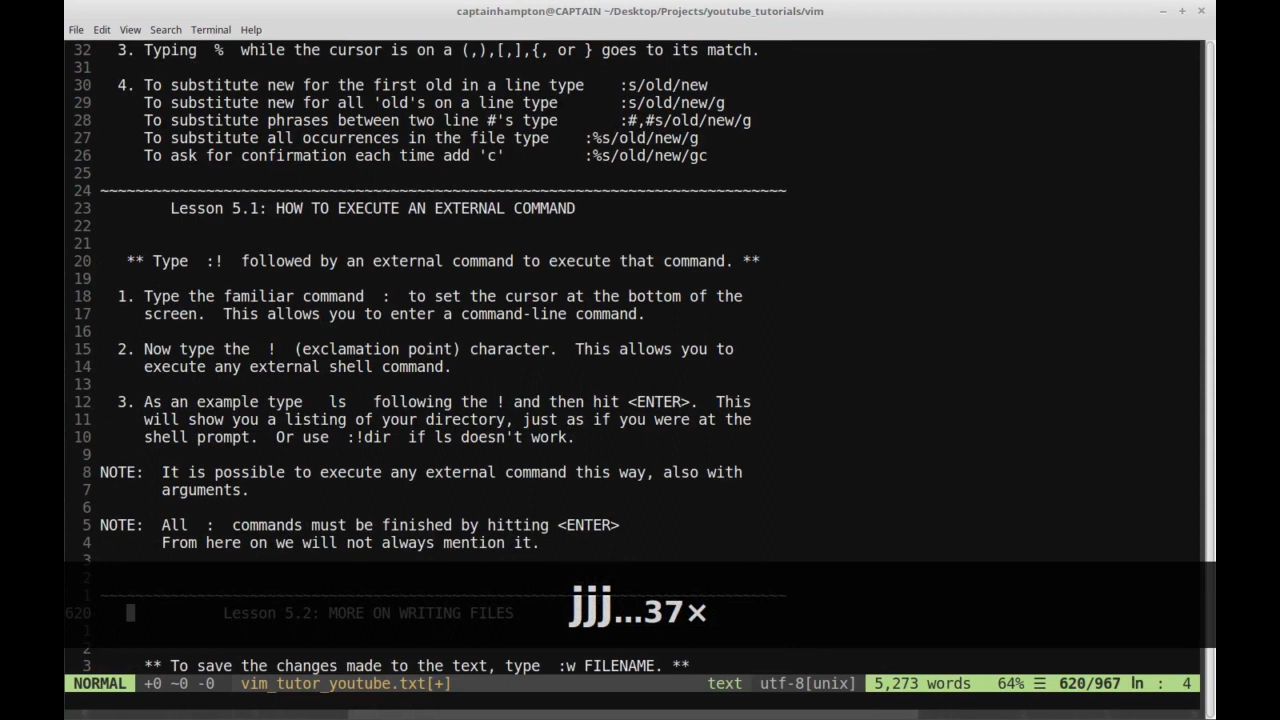 captainhampton@CAPTAIN ~/Desktop/Projects/youtube_tutorials/vim
File Edit View Search Terminal Help
32 3. Typing % while the cursor is on a (,),[,],{, or } goes to its match.
31
30 4. To substitute new for the first old in a line type :s/old/new
29 To substitute new for all 'old's on a line type :s/old/new/g
28 To substitute phrases between two line #'s type :#,#s/old/new/g
27 To substitute all occurrences in the file type :%s/old/new/g
26 To ask for confirmation each time add 'c' :%s/old/new/gc
25
24 ~~~~~~~~~~~~~~~~~~~~~~~~~~~~~~~~~~~~~~~~~~~~~~~~~~~~~~~~~~~~~~~~~~~~~~~~~~~~~~
23 Lesson 5.1: HOW TO EXECUTE AN EXTERNAL COMMAND
22
21
20 ** Type :! followed by an external command to execute that command. **
19
18 1. Type the familiar command : to set the cursor at the bottom of the
17 screen. This allows you to enter a command-line command.
16
15 2. Now type the ! (exclamation point) character. This allows you to
14 execute any external shell command.
13
12 3. As an example type ls following the ! and then hit <ENTER>. This
11 will show you a listing of your directory, just as if you were at the
10 shell prompt. Or use :!dir if ls doesn't work.
9
8 NOTE: It is possible to execute any external command this way, also with
7 arguments.
6
5 NOTE: All : commands must be finished by hitting <ENTER>
4 From here on we will not always mention it.
3
2
1 ~~~~~~~~~~~~~~~~~~~~~~~~~~~~~~~~~~~~~~~~~~~~~~~~~~~~~~~~~~~~~~~~~~~~~~~~~~~~~~
620 Lesson 5.2: MORE ON WRITING FILES
jjj...37×
1
2
3 ** To save the changes made to the text, type :w FILENAME. **
NORMAL +0 ~0 -0 vim_tutor_youtube.txt[+] text utf-8[unix] 5,273 words 64% ☰ 620/967 ln : 4